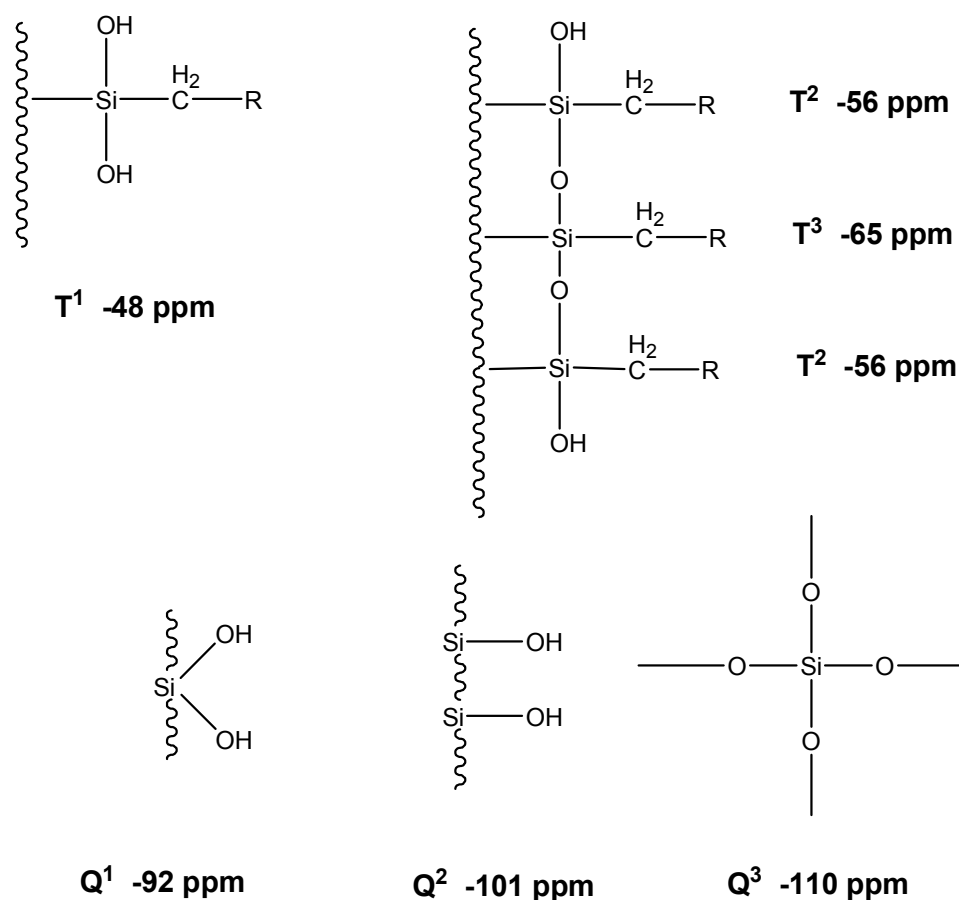 OH
H2
Si C R
OH
T1 -48 ppm
OH
H2
Si C R
T2 -56 ppm
O
H2
Si C R
T3 -65 ppm
O
H2
Si C R
T2 -56 ppm
OH
OH
Si
OH
Q1 -92 ppm
Si OH
Si OH
Q2 -101 ppm
O
O Si O
O
Q3 -110 ppm